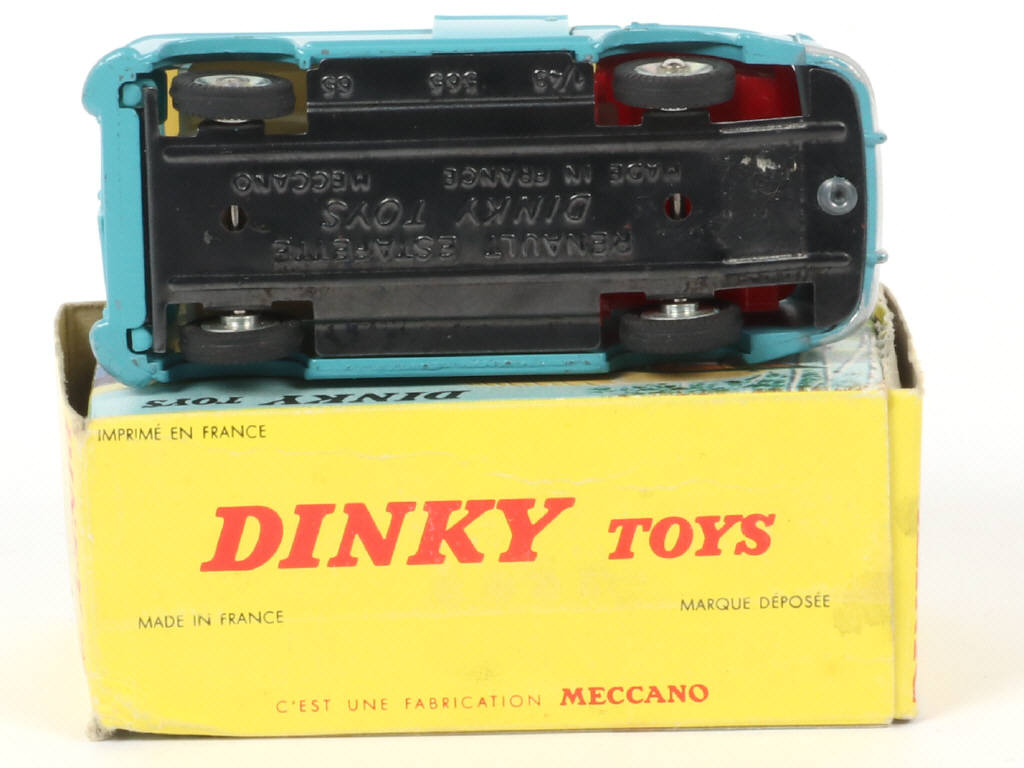 RENAULT ESTAFETTE
DINKY TOYS
MECCANO MADE IN FRANCE
1/43 565 65
DINKY TOYS
IMPRIMÉ EN FRANCE
DINKY TOYS
MADE IN FRANCE
MARQUE DÉPOSÉE
C'EST UNE FABRICATION MECCANO